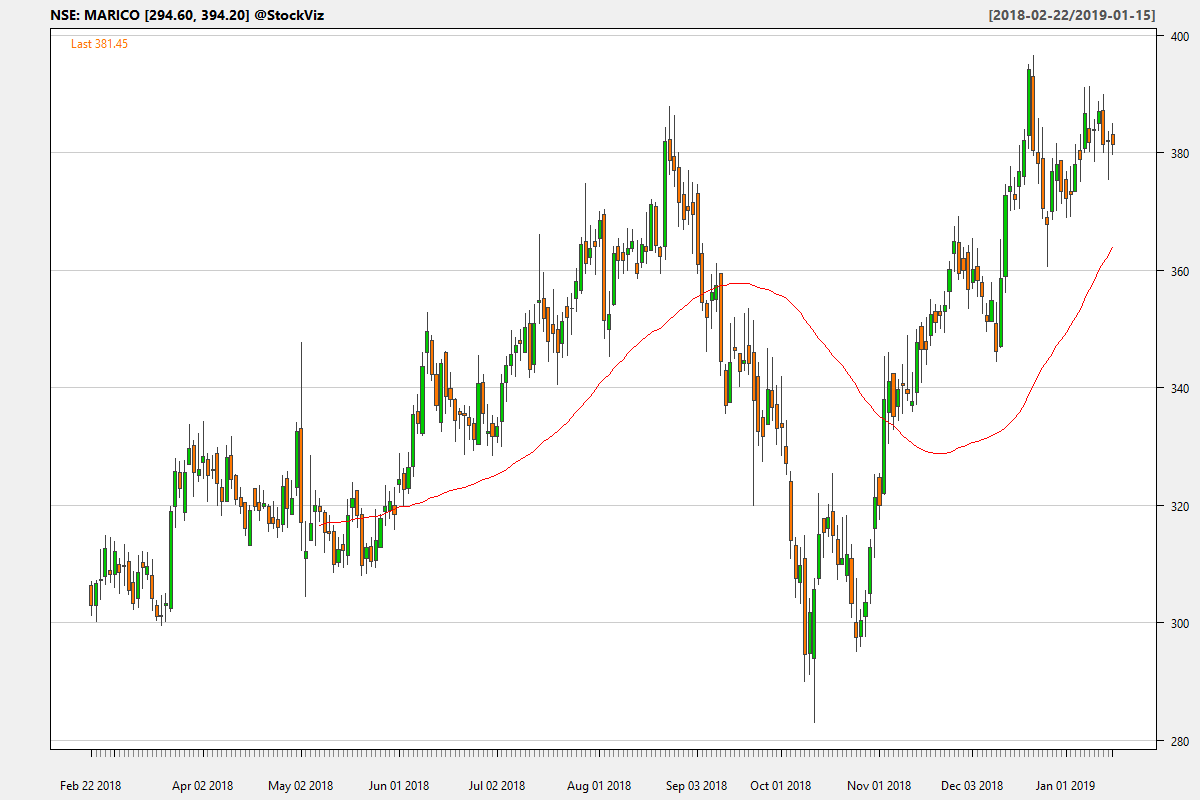 NSE: MARICO [294.60, 394.20] @StockViz
[2018-02-22/2019-01-15]
Last 381.45
400
380
360
340
320
300
280
Feb 22 2018 Apr 02 2018 May 02 2018 Jun 01 2018 Jul 02 2018 Aug 01 2018 Sep 03 2018 Oct 01 2018 Nov 01 2018 Dec 03 2018 Jan 01 2019